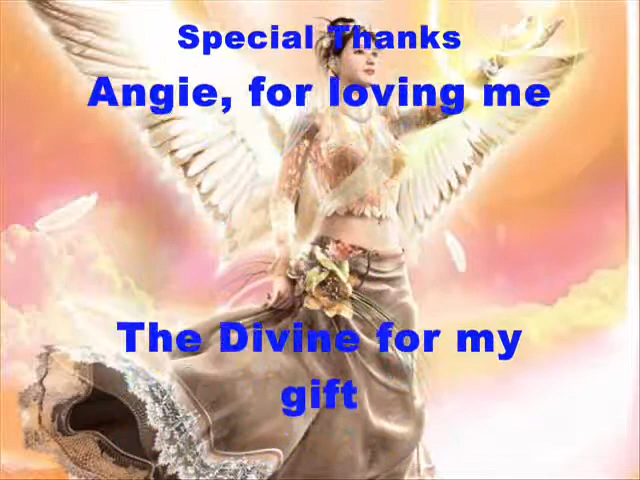 Special Thanks
Angie, for loving me
The Divine for my
gift